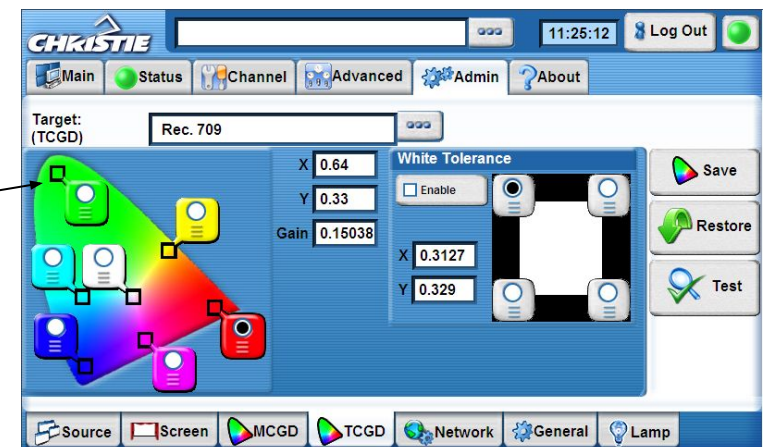 CHRISTIE
11:25:12
Log Out
Main
Status
Channel
Advanced
Admin
About
Target:
(TCGD)
Rec. 709
X 0.64
Y 0.33
Gain 0.15038
White Tolerance
Enable
X 0.3127
Y 0.329
Save
Restore
Test
Source
Screen
MCGD
TCGD
Network
General
Lamp